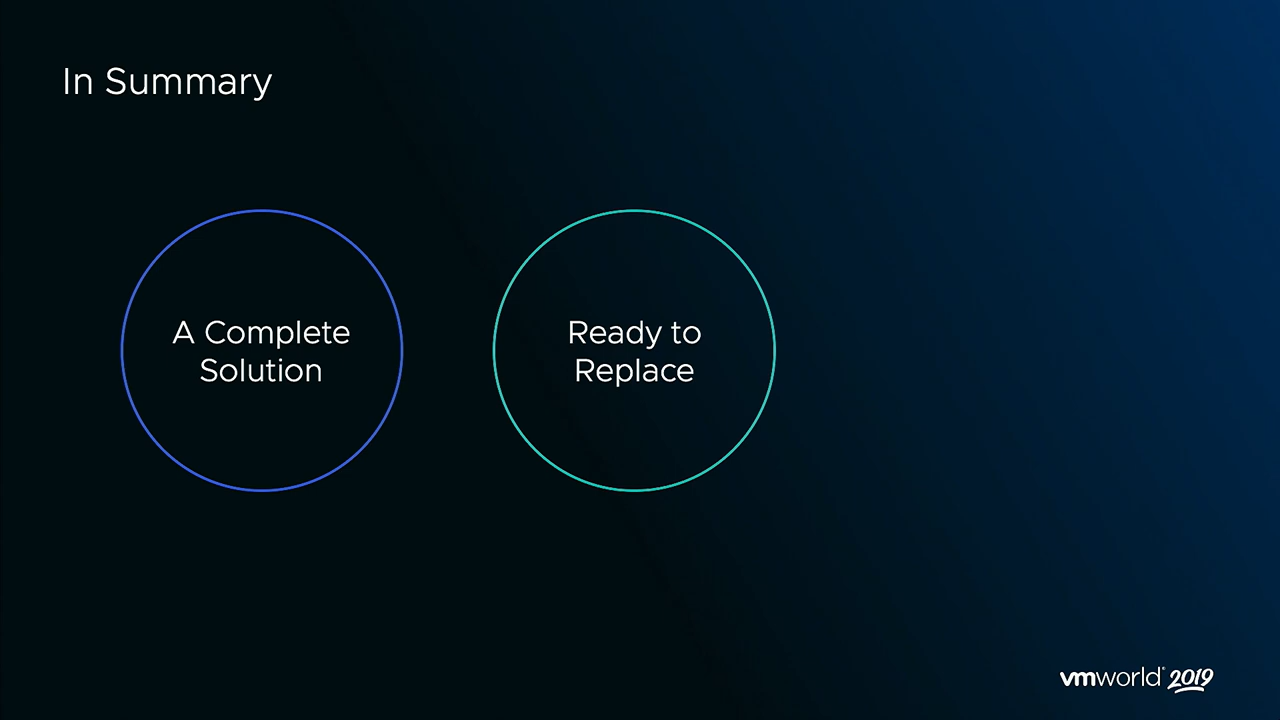 In Summary
A Complete
Solution
Ready to
Replace
vmworld® 2019